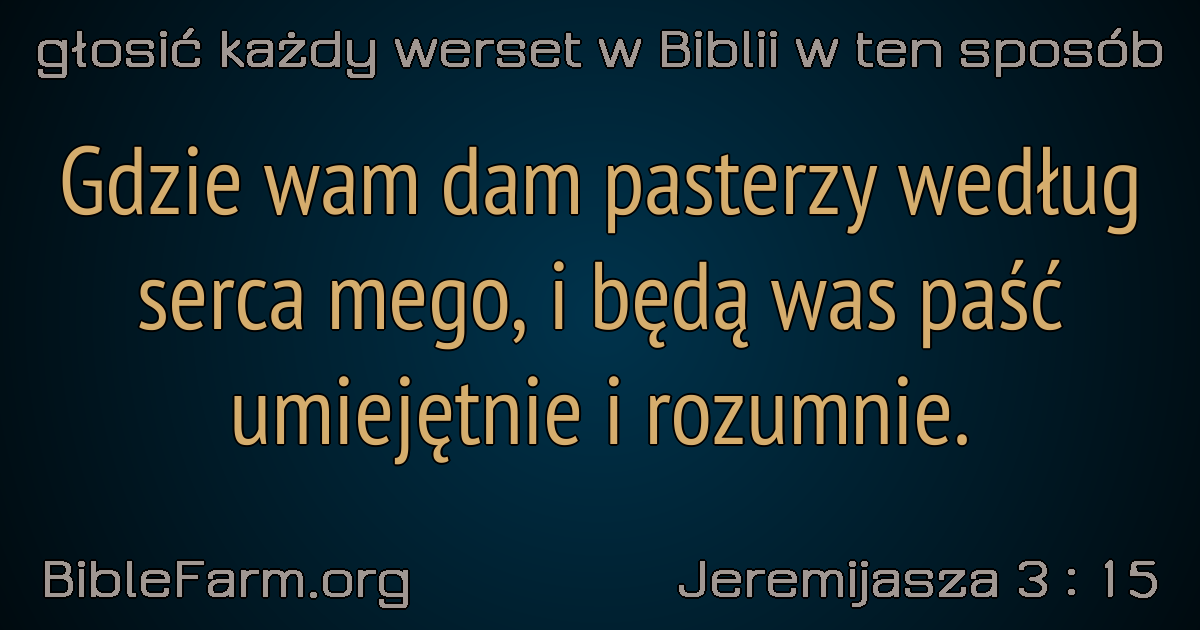 głosić każdy werset w Biblii w ten sposób
Gdzie wam dam pasterzy według
serca mego, i będą was paść
umiejętnie i rozumnie.
BibleFarm.org
Jeremijasza 3 : 15